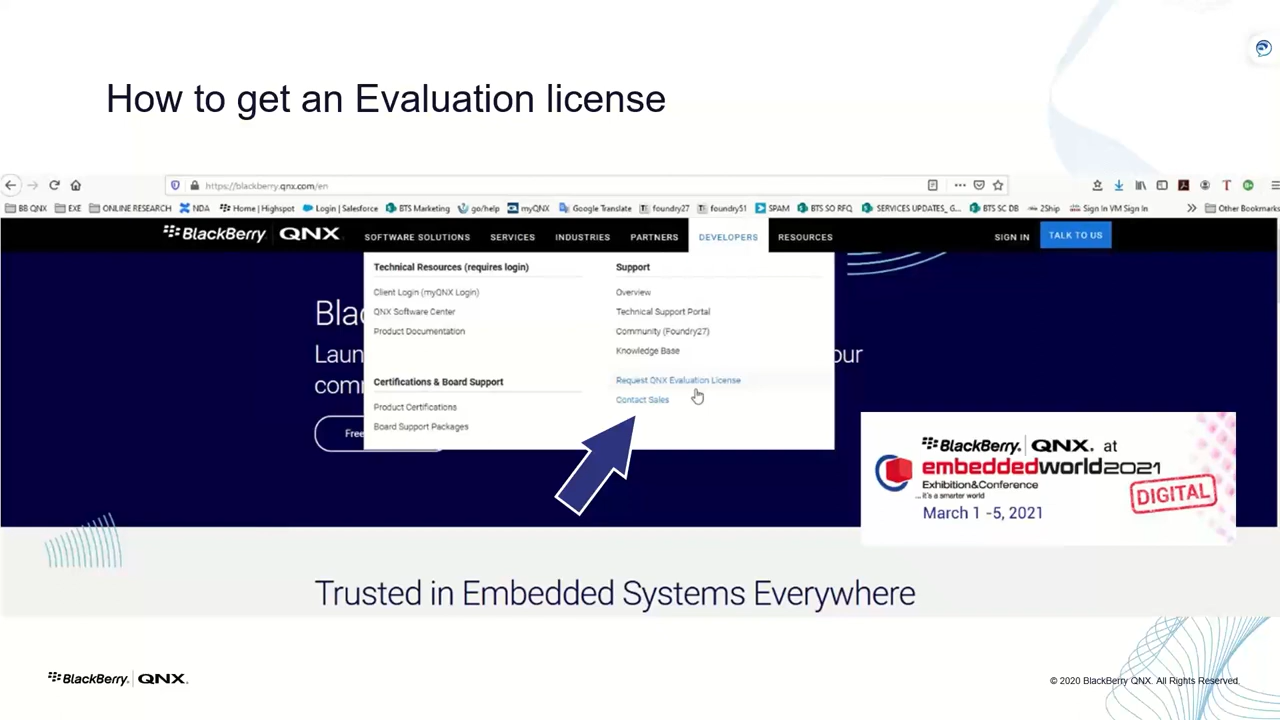 How to get an Evaluation license
https://blackberry.qnx.com/en
BB QNX EXE ONLINE RESEARCH NDA Home | Highspot Login | Salesforce BTS Marketing go/help myQNX Google Translate foundry27 foundry51 SPAM BTS SO RFQ SERVICES UPDATES_G... BTS SC DB 2Ship Sign In VM Sign In Other Bookmarks
BlackBerry QNX SOFTWARE SOLUTIONS SERVICES INDUSTRIES PARTNERS DEVELOPERS RESOURCES SIGN IN TALK TO US
Technical Resources (requires login)
Client Login (myQNX Login)
QNX Software Center
Product Documentation
Certifications & Board Support
Product Certifications
Board Support Packages
Support
Overview
Technical Support Portal
Community (Foundry27)
Knowledge Base
Request QNX Evaluation License
Contact Sales
BlackBerry | QNX. at
embeddedworld2021
Exhibition&Conference
...it's a smarter world
DIGITAL
March 1 -5, 2021
Trusted in Embedded Systems Everywhere
BlackBerry | QNX.
© 2020 BlackBerry QNX. All Rights Reserved.